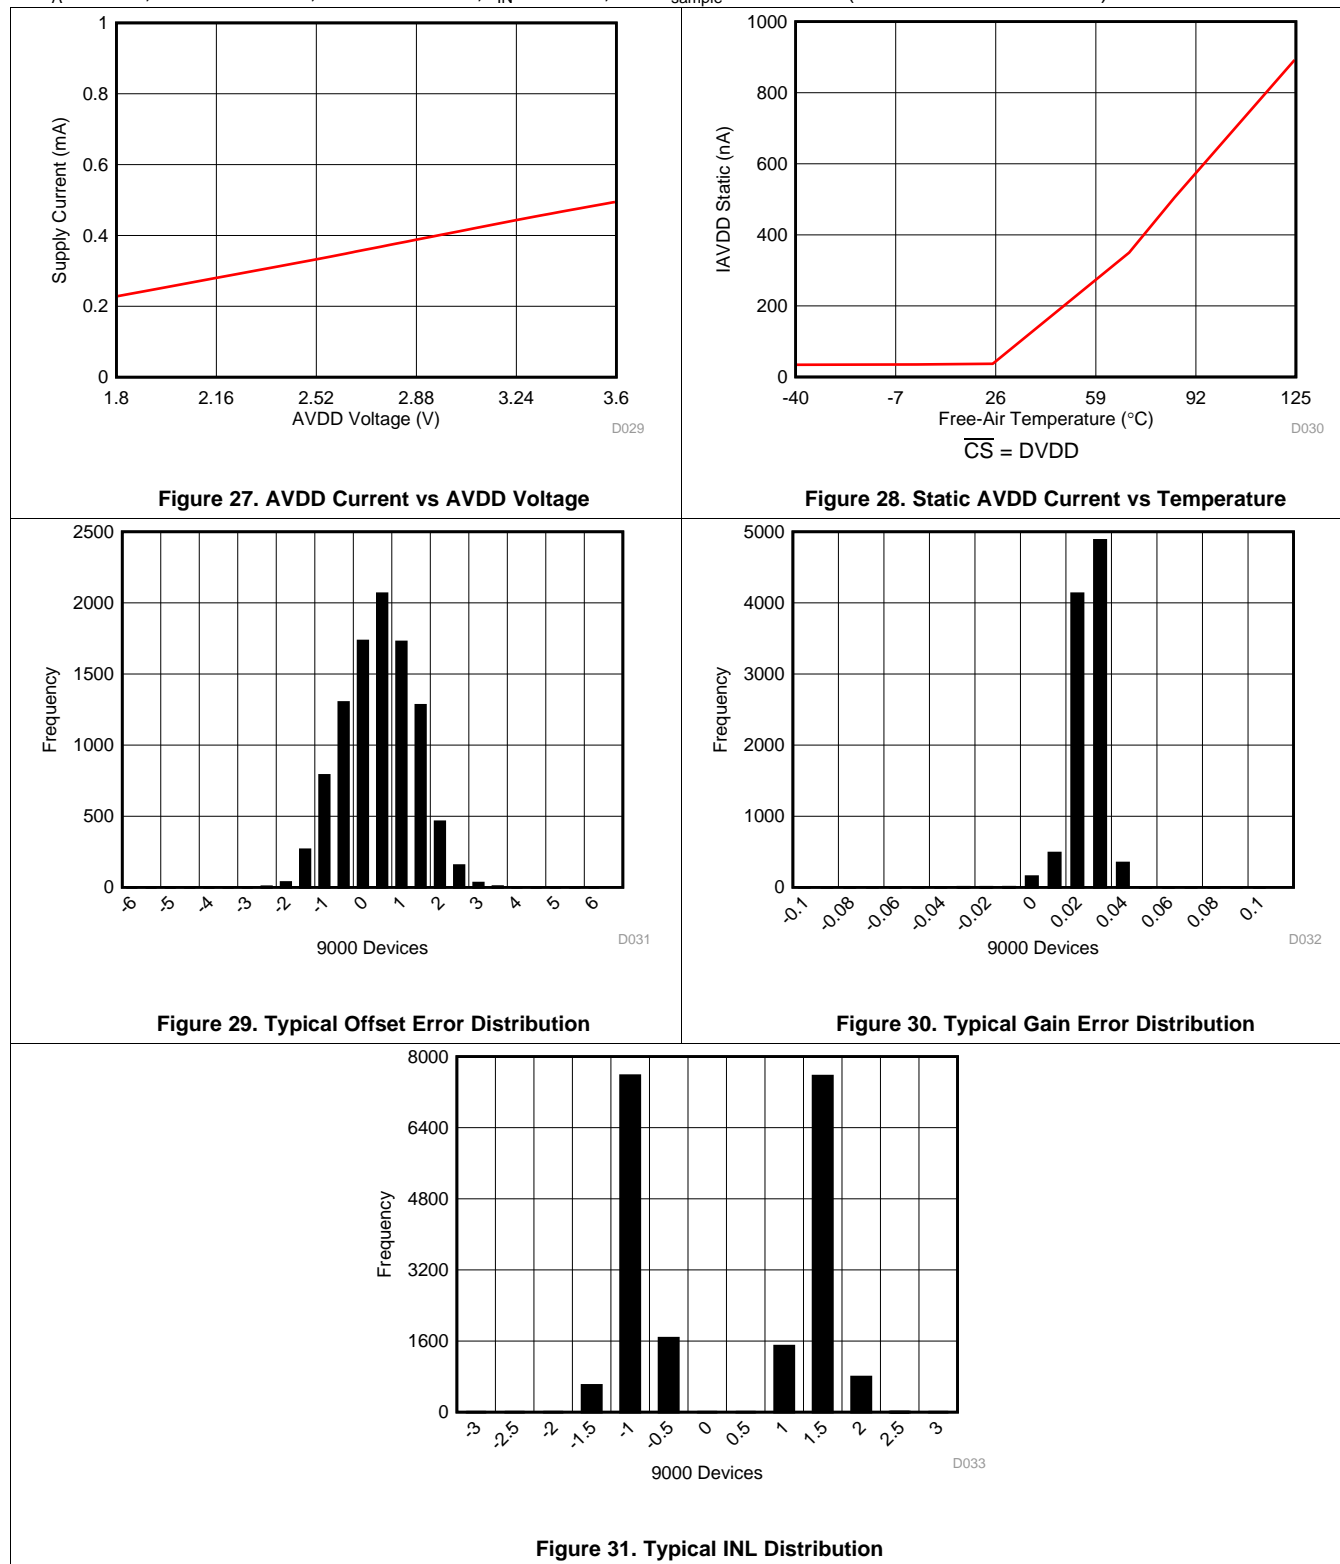 1
0.8
0.6
0.4
0.2
0
Supply Current (mA)
1.8 2.16 2.52 2.88 3.24 3.6
AVDD Voltage (V)
D029
Figure 27. AVDD Current vs AVDD Voltage
1000
800
600
400
200
0
IAVDD Static (nA)
-40 -7 26 59 92 125
Free-Air Temperature (°C)
D030
CS = DVDD
Figure 28. Static AVDD Current vs Temperature
2500
2000
1500
1000
500
0
Frequency
-6 -5 -4 -3 -2 -1 0 1 2 3 4 5 6
9000 Devices
D031
Figure 29. Typical Offset Error Distribution
5000
4000
3000
2000
1000
0
Frequency
-0.1 -0.08 -0.06 -0.04 -0.02 0 0.02 0.04 0.06 0.08 0.1
9000 Devices
D032
Figure 30. Typical Gain Error Distribution
8000
6400
4800
3200
1600
0
Frequency
-3 -2.5 -2 -1.5 -1 -0.5 0 0.5 1 1.5 2 2.5 3
9000 Devices
D033
Figure 31. Typical INL Distribution